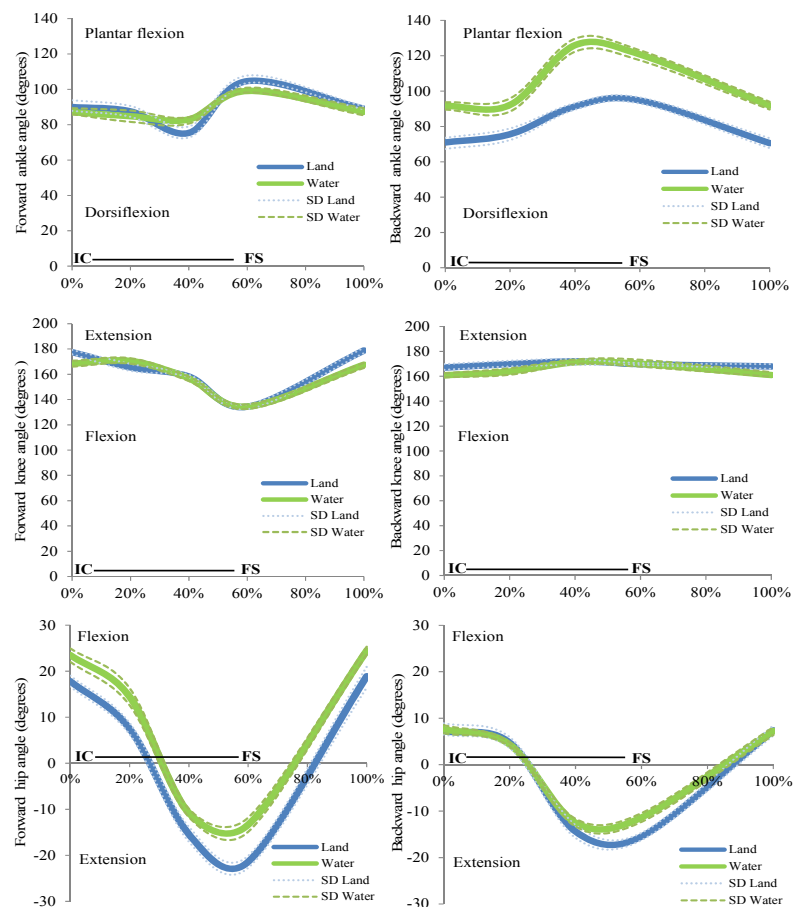 Forward ankle angle (degrees)
140
120
100
80
60
40
20
0
Plantar flexion
Dorsiflexion
Land
Water
SD Land
SD Water
IC FS
0% 20% 40% 60% 80% 100%
Backward ankle angle (degrees)
140
120
100
80
60
40
20
0
Plantar flexion
Dorsiflexion
Land
Water
SD Land
SD Water
IC FS
0% 20% 40% 60% 80% 100%
Forward knee angle (degrees)
200
180
160
140
120
100
80
60
40
20
0
Extension
Flexion
Land
Water
SD Land
SD Water
IC FS
0% 20% 40% 60% 80% 100%
Backward knee angle (degrees)
200
180
160
140
120
100
80
60
40
20
0
Extension
Flexion
Land
Water
SD Land
SD Water
IC FS
0% 20% 40% 60% 80% 100%
Forward hip angle (degrees)
30
20
10
0
-10
-20
-30
Flexion
IC FS
0% 20% 40% 60% 80% 100%
Extension
Land
Water
SD Land
SD Water
Backward hip angle (degrees)
30
20
10
0
-10
-20
-30
Flexion
IC FS
0% 20% 40% 60% 80% 100%
Extension
Land
Water
SD Land
SD Water